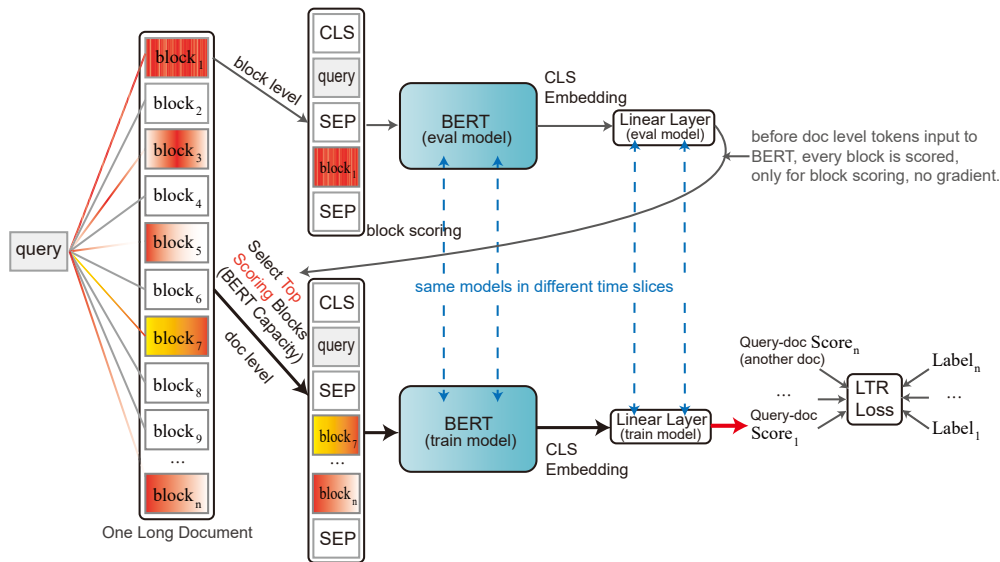 query
block1
block2
block3
block4
block5
block6
block7
block8
block9
...
blockn
One Long Document
block level
CLS
query
SEP
block1
SEP
block scoring
BERT
(eval model)
CLS
Embedding
Linear Layer
(eval model)
before doc level tokens input to
BERT, every block is scored,
only for block scoring, no gradient.
Select Top
Scoring Blocks
(BERT Capacity)
doc level
same models in different time slices
CLS
query
SEP
block7
...
blockn
SEP
BERT
(train model)
CLS
Embedding
Linear Layer
(train model)
Query-doc Scoren
(another doc)
...
Query-doc
Score1
LTR
Loss
Labeln
...
Label1